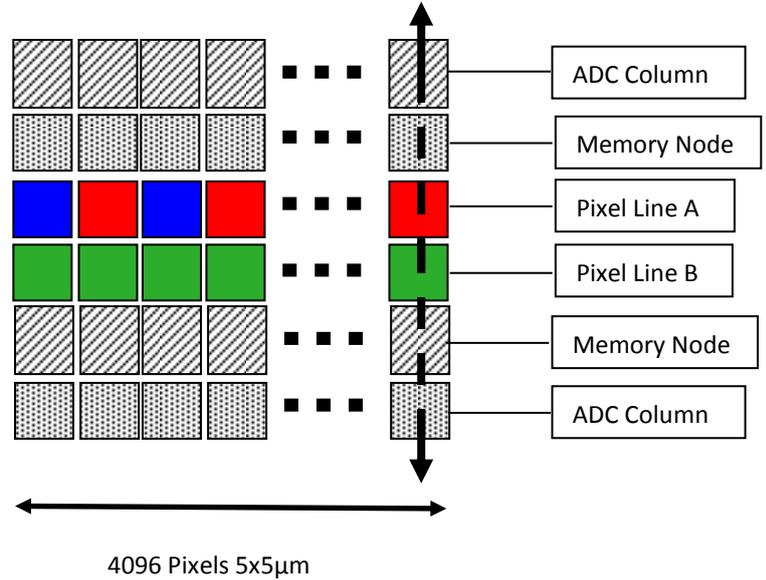 ADC Column
Memory Node
Pixel Line A
Pixel Line B
Memory Node
ADC Column
4096 Pixels 5x5µm